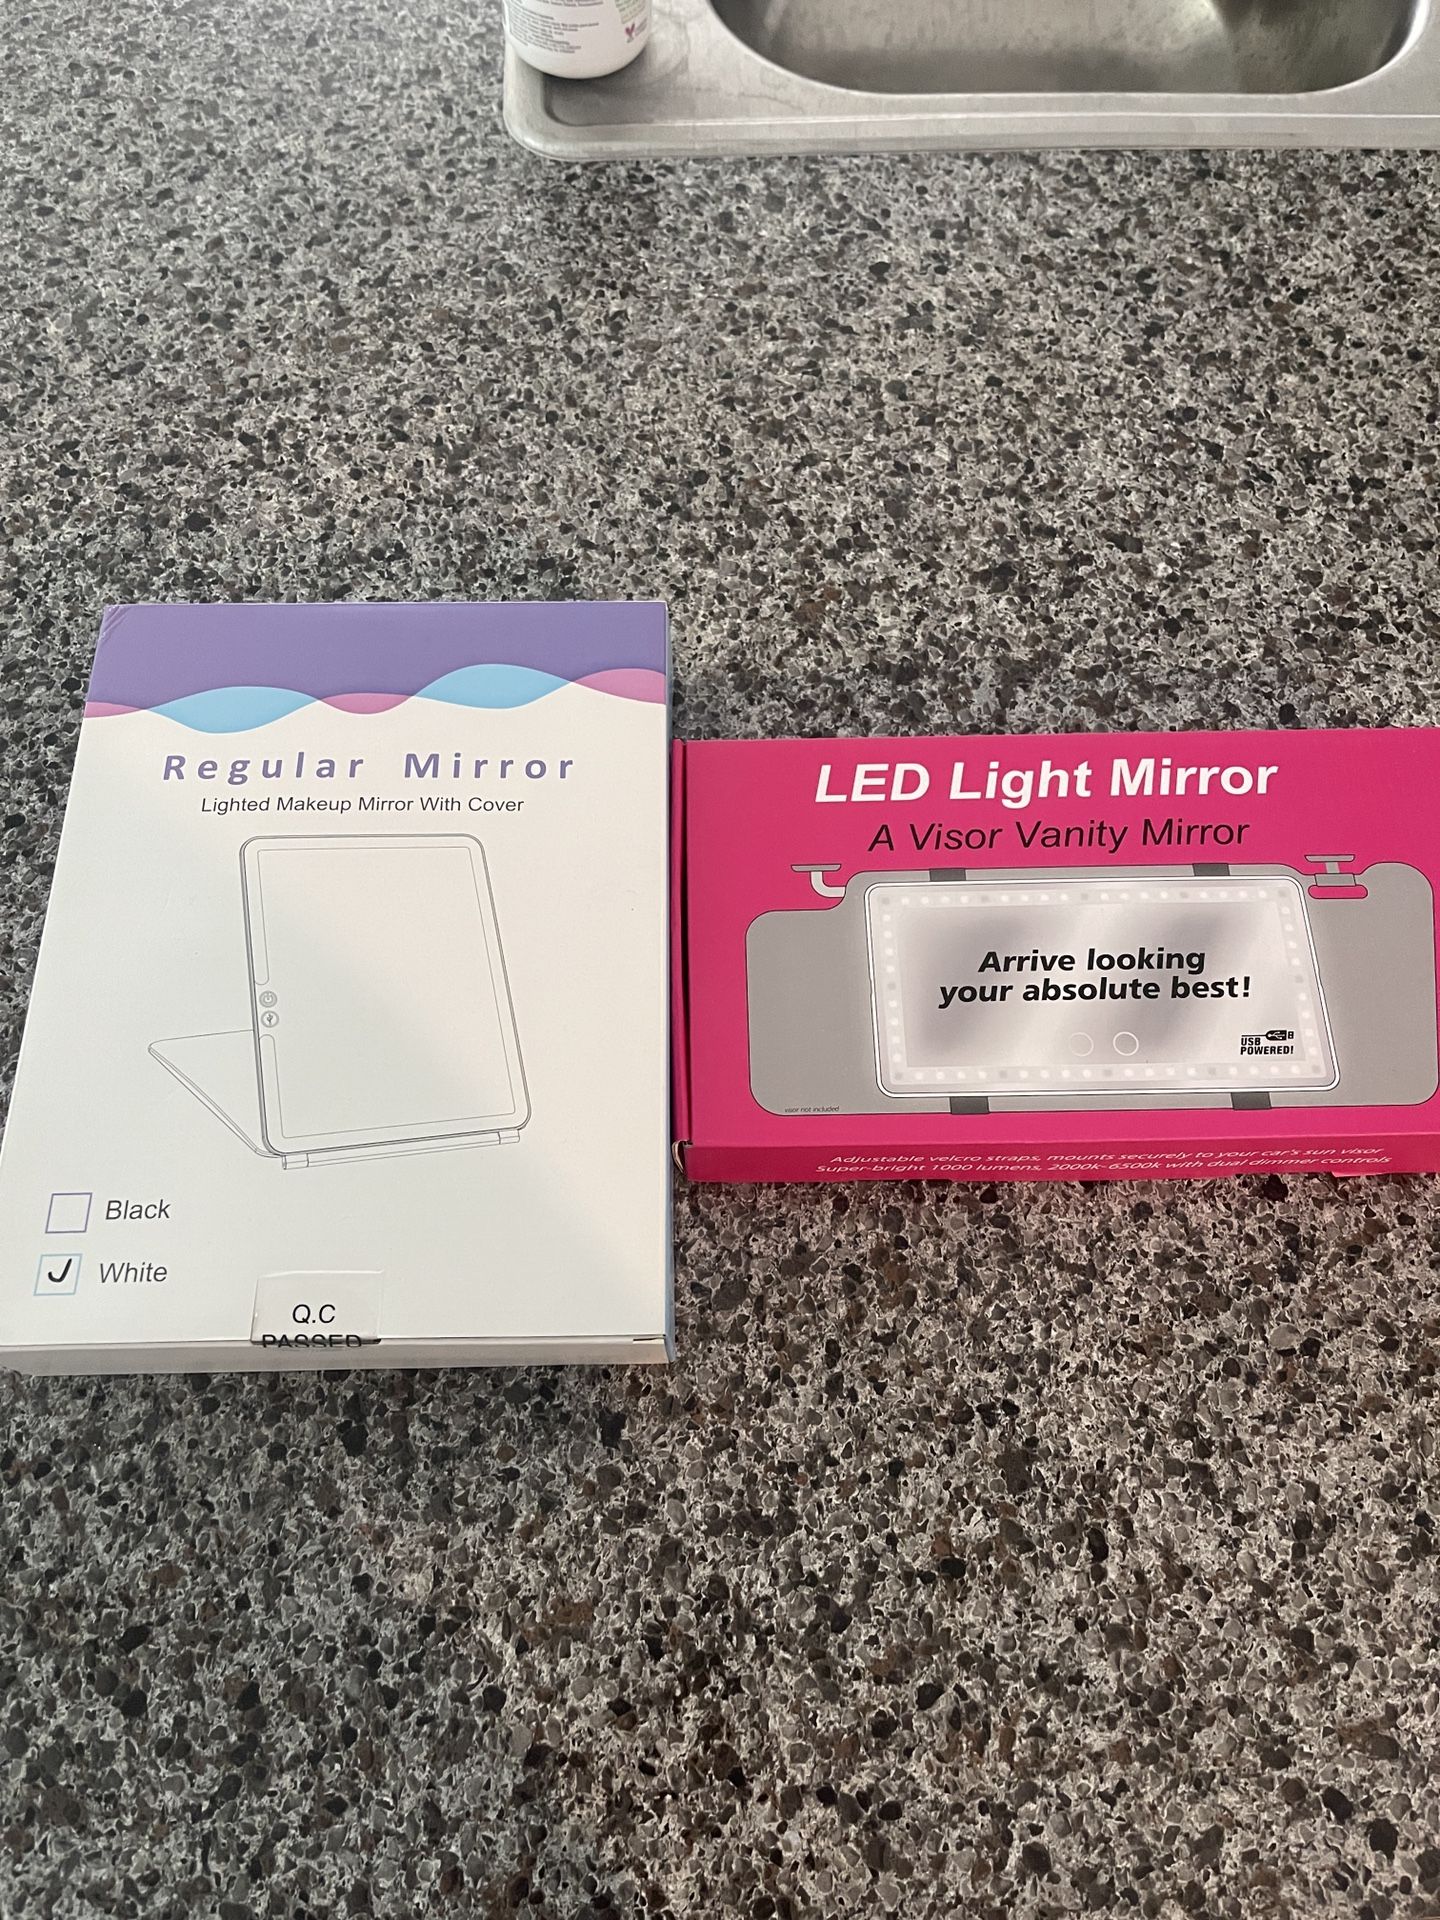 Regular Mirror
Lighted Makeup Mirror With Cover
Black
White
Q.C
PASSED
LED Light Mirror
A Visor Vanity Mirror
Arrive looking
your absolute best!
USB
POWERED!
visor not included
Adjustable velcro straps, mounts securely to your car's sun visor
Super-bright 1000 lumens, 2000k-6500k with dual dimmer controls